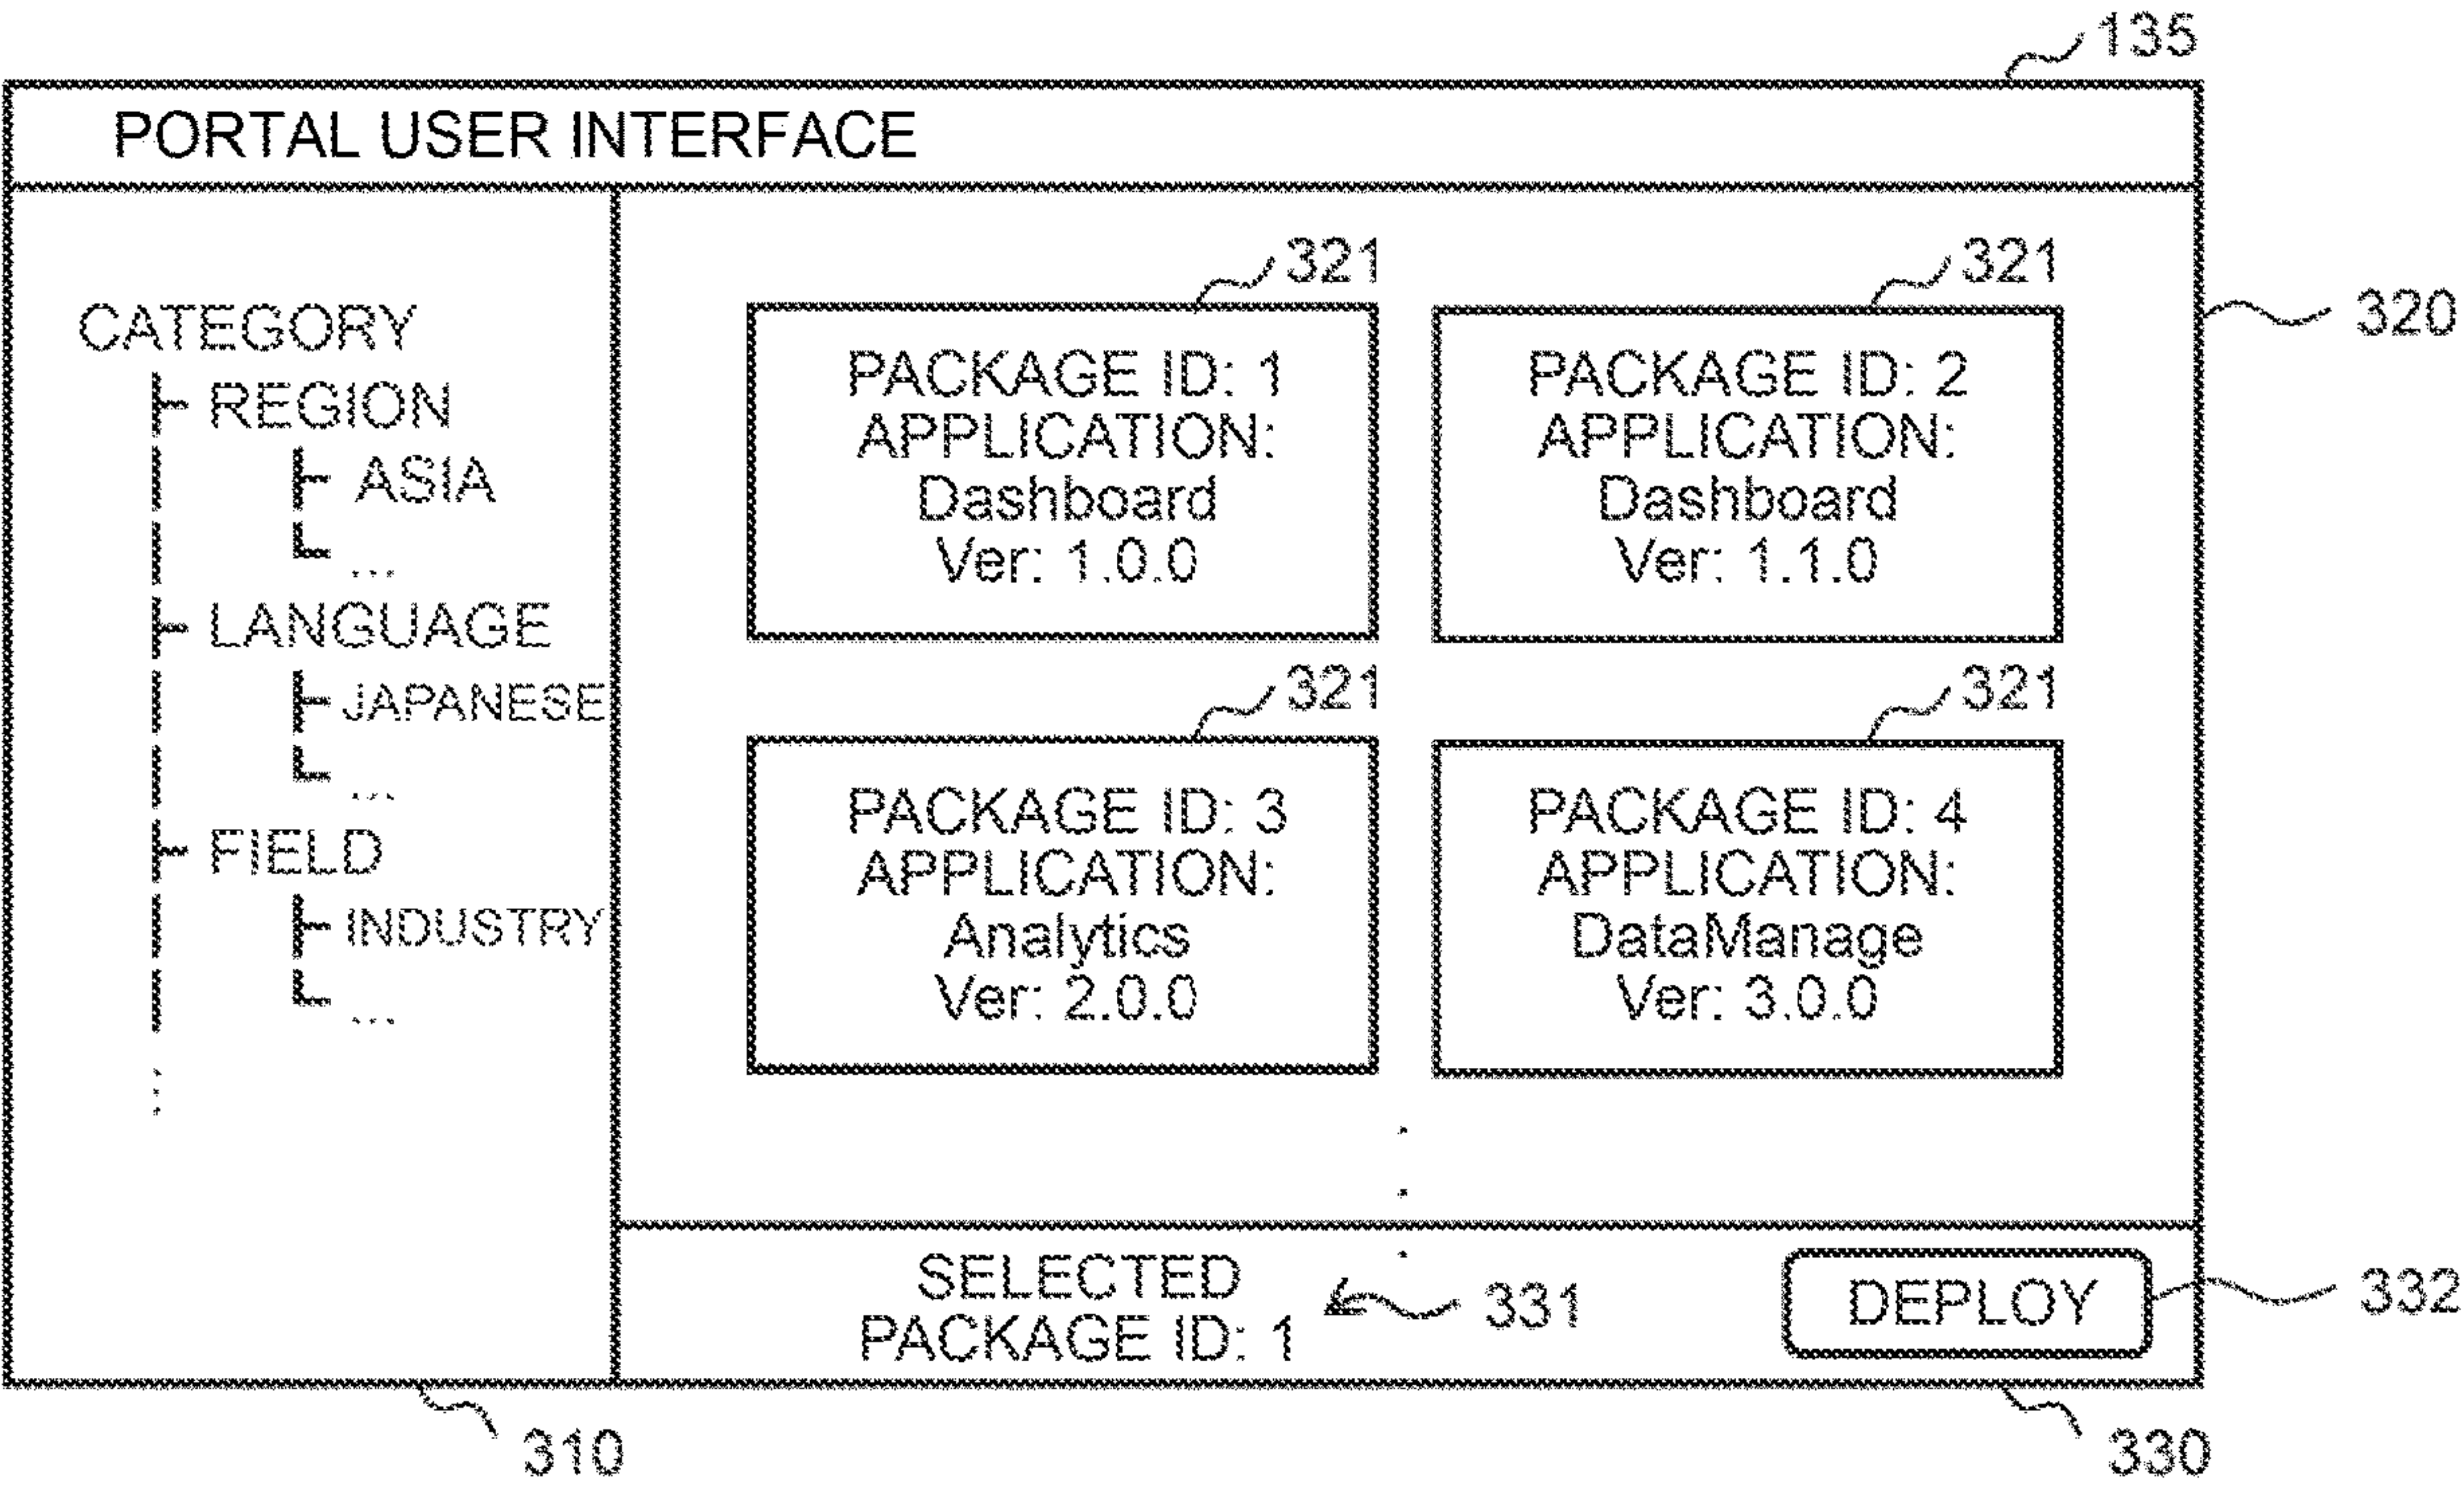 135
PORTAL USER INTERFACE
CATEGORY
REGION
ASIA
...
LANGUAGE
JAPANESE
...
FIELD
INDUSTRY
...
321
PACKAGE ID: 1
APPLICATION:
Dashboard
Ver: 1.0.0
321
PACKAGE ID: 2
APPLICATION:
Dashboard
Ver: 1.1.0
320
321
PACKAGE ID: 3
APPLICATION:
Analytics
Ver: 2.0.0
321
PACKAGE ID: 4
APPLICATION:
DataManage
Ver: 3.0.0
SELECTED
PACKAGE ID: 1
331
DEPLOY
332
310
330